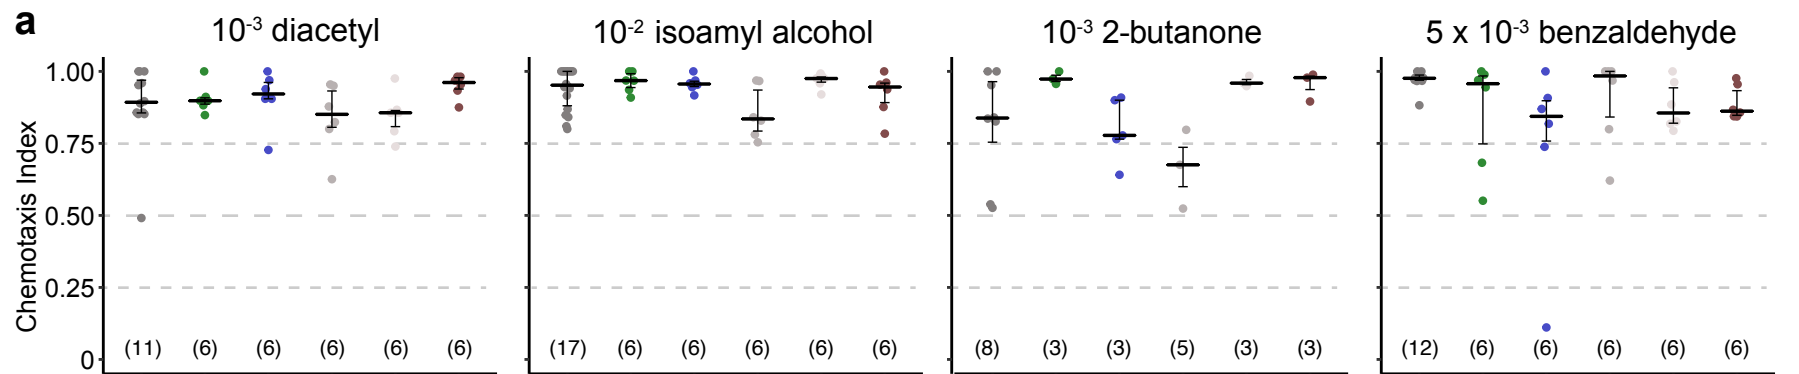 a
10-3 diacetyl
10-2 isoamyl alcohol
10-3 2-butanone
5 x 10-3 benzaldehyde
Chemotaxis Index
1.00
0.75
0.50
0.25
0
(11) (6) (6) (6) (6) (6)
(17) (6) (6) (6) (6) (6)
(8) (3) (3) (5) (3) (3)
(12) (6) (6) (6) (6) (6)